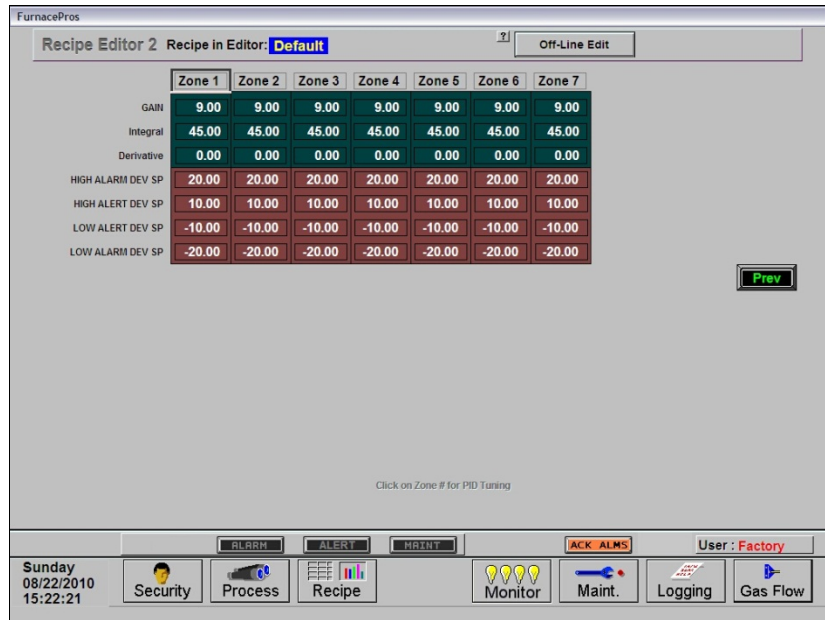 FurnacePros
Recipe Editor 2 Recipe in Editor: Default ? Off-Line Edit
Zone 1 Zone 2 Zone 3 Zone 4 Zone 5 Zone 6 Zone 7
GAIN 9.00 9.00 9.00 9.00 9.00 9.00 9.00
Integral 45.00 45.00 45.00 45.00 45.00 45.00 45.00
Derivative 0.00 0.00 0.00 0.00 0.00 0.00 0.00
HIGH ALARM DEV SP 20.00 20.00 20.00 20.00 20.00 20.00 20.00
HIGH ALERT DEV SP 10.00 10.00 10.00 10.00 10.00 10.00 10.00
LOW ALERT DEV SP -10.00 -10.00 -10.00 -10.00 -10.00 -10.00 -10.00
LOW ALARM DEV SP -20.00 -20.00 -20.00 -20.00 -20.00 -20.00 -20.00
Prev
Click on Zone # for PID Tuning
ALARM ALERT MAINT ACK ALMS User : Factory
Sunday
08/22/2010
15:22:21
Security Process Recipe Monitor Maint. Logging Gas Flow